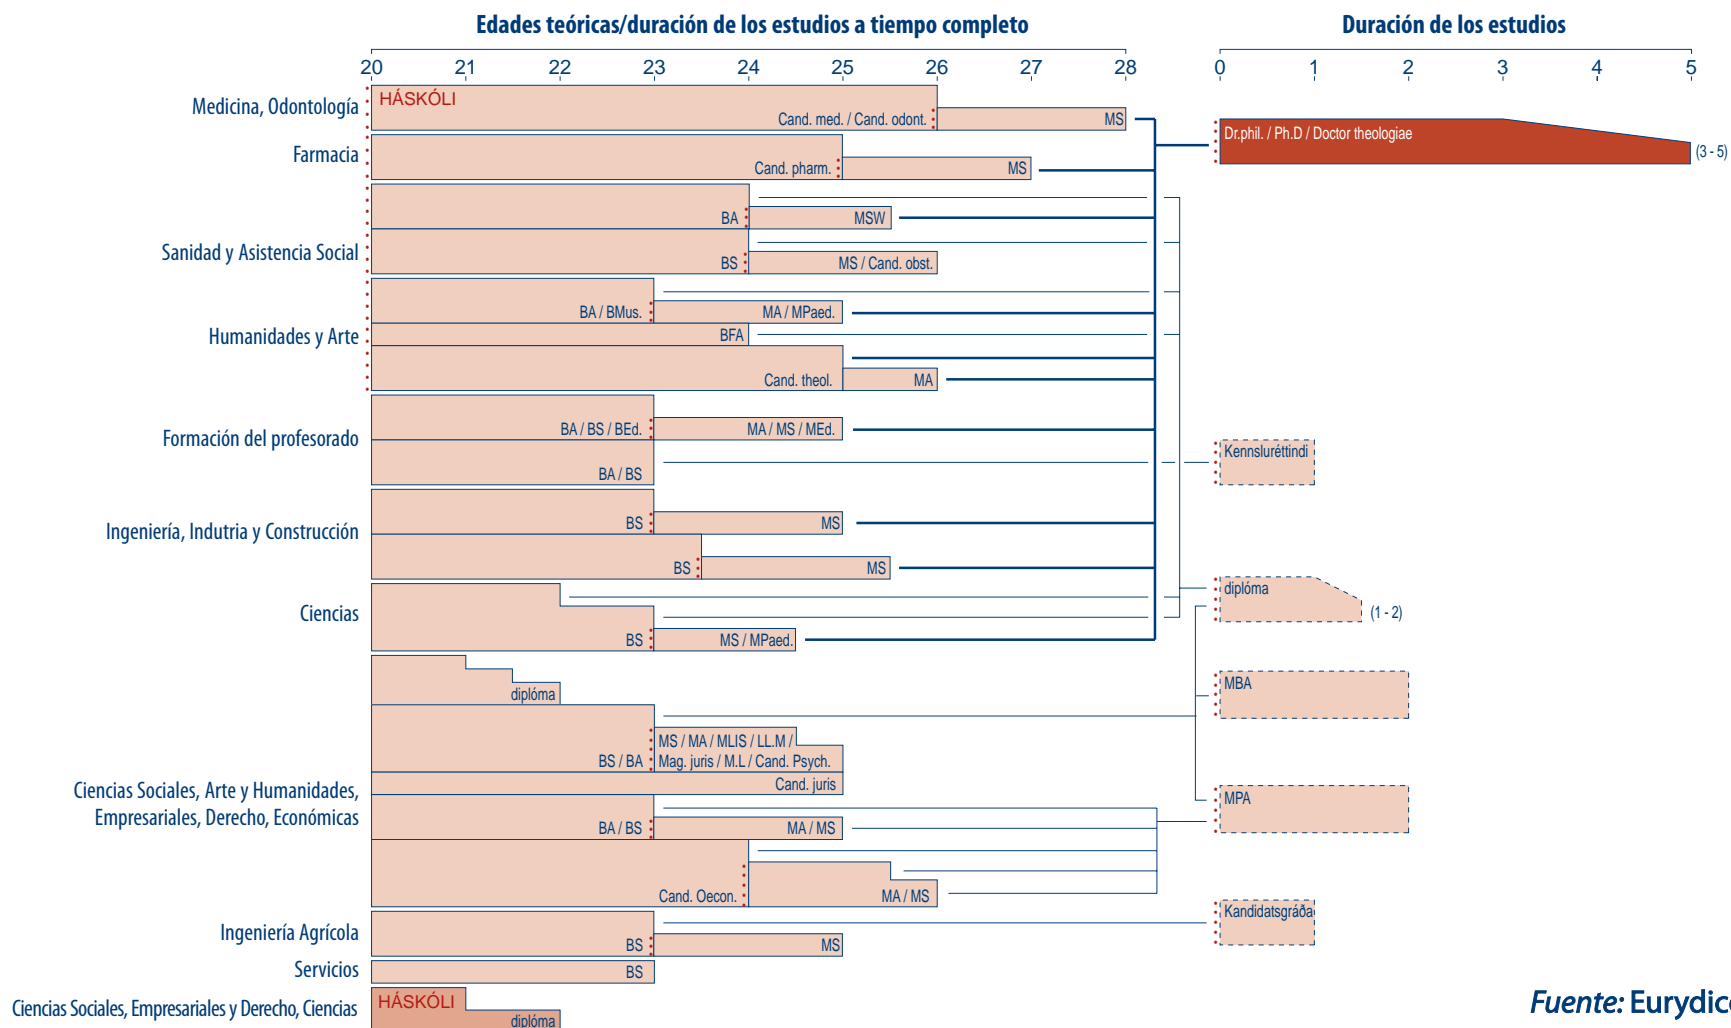 Edades teóricas/duración de los estudios a tiempo completo
Duración de los estudios
20 21 22 23 24 25 26 27 28
0 1 2 3 4 5
Medicina, Odontología
HÁSKÓLI
Cand. med. / Cand. odont.
MS
Dr.phil. / Ph.D / Doctor theologiae
(3 - 5)
Farmacia
Cand. pharm.
MS
Sanidad y Asistencia Social
BA
MSW
BS
MS / Cand. obst.
Humanidades y Arte
BA / BMus.
MA / MPaed.
BFA
Cand. theol.
MA
Formación del profesorado
BA / BS / BEd.
MA / MS / MEd.
BA / BS
Kennsluréttindi
Ingeniería, Indutria y Construcción
BS
MS
BS
MS
Ciencias
BS
MS / MPaed.
diplóma
(1 - 2)
Ciencias Sociales, Arte y Humanidades,
Empresariales, Derecho, Económicas
diplóma
BS / BA
MS / MA / MLIS / LL.M /
Mag. juris / M.L / Cand. Psych.
Cand. juris
MBA
BA / BS
MA / MS
MPA
Cand. Oecon.
MA / MS
Ingeniería Agrícola
BS
MS
Kandidatsgráða
Servicios
BS
Ciencias Sociales, Empresariales y Derecho, Ciencias
HÁSKÓLI
diplóma
Fuente: Eurydice